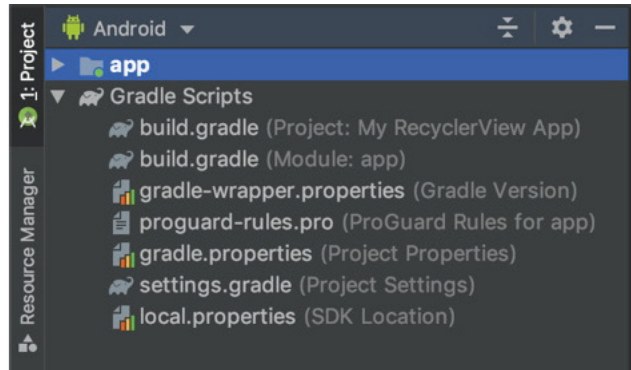 1: Project
Resource Manager
Android
app
Gradle Scripts
build.gradle (Project: My RecyclerView App)
build.gradle (Module: app)
gradle-wrapper.properties (Gradle Version)
proguard-rules.pro (ProGuard Rules for app)
gradle.properties (Project Properties)
settings.gradle (Project Settings)
local.properties (SDK Location)